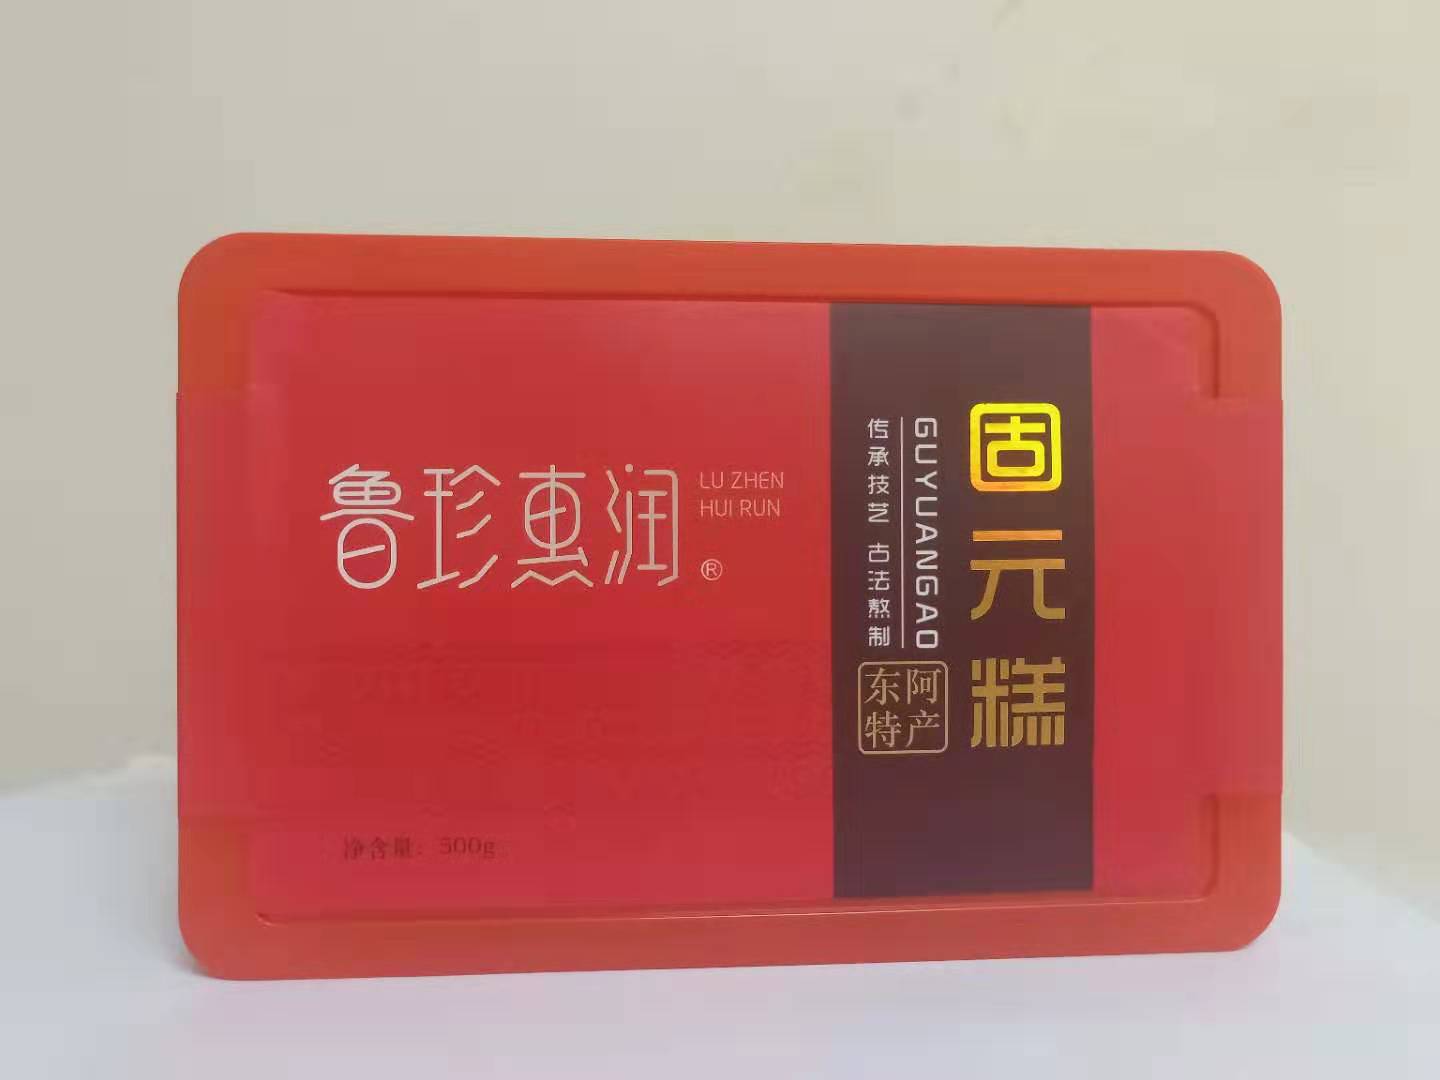 鲁珍惠润
LU ZHEN
HUI RUN
®
净含量：500g
固元糕
GUYUANGAO
传承技艺 古法熬制
东阿
特产